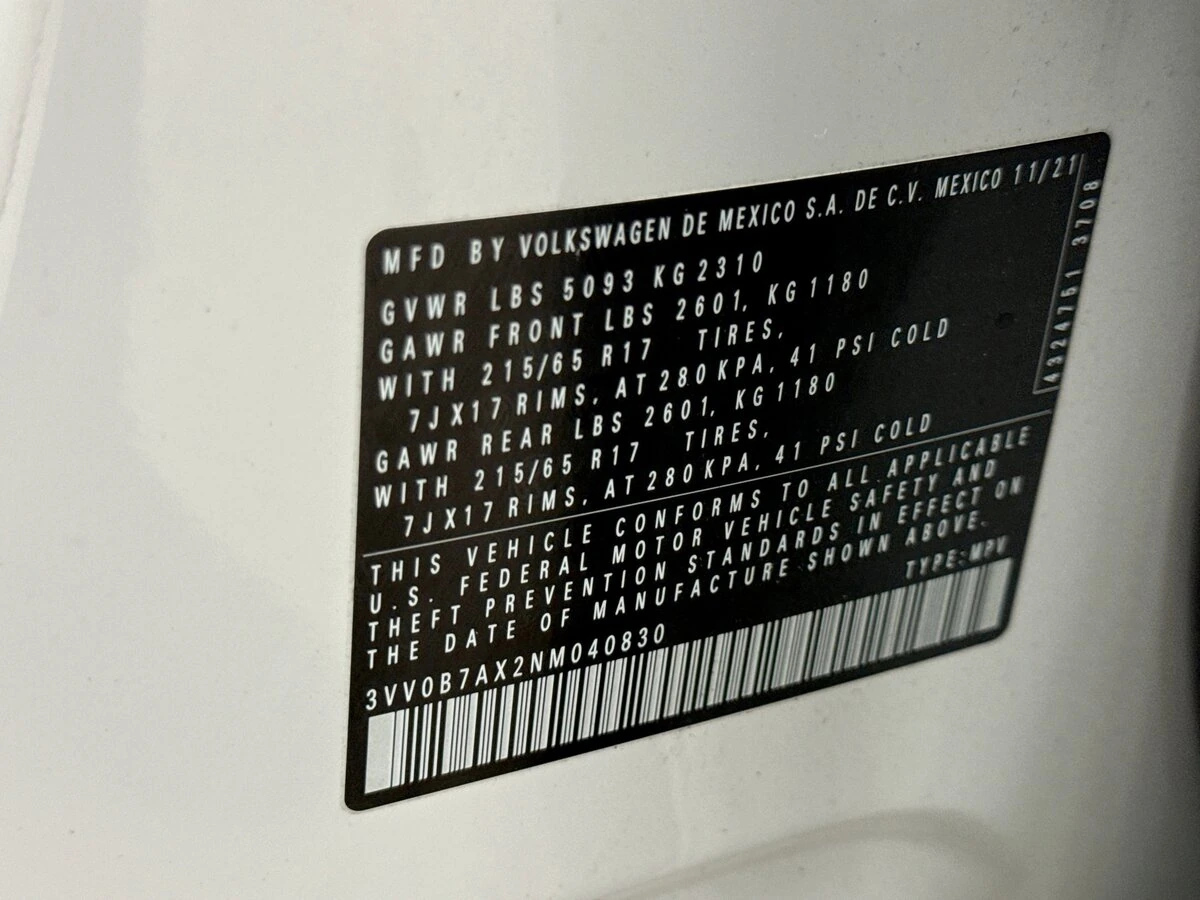 MFD BY VOLKSWAGEN DE MEXICO S.A. DE C.V. MEXICO 11/21
GVWR LBS 5093 KG 2310
GAWR FRONT LBS 2601, KG 1180
WITH 215/65 R17 TIRES,
7JX17 RIMS, AT 280KPA, 41 PSI COLD
GAWR REAR LBS 2601, KG 1180
WITH 215/65 R17 TIRES,
7JX17 RIMS, AT 280KPA, 41 PSI COLD
THIS VEHICLE CONFORMS TO ALL APPLICABLE
U.S. FEDERAL MOTOR VEHICLE SAFETY AND
THEFT PREVENTION STANDARDS IN EFFECT ON
THE DATE OF MANUFACTURE SHOWN ABOVE.
TYPE:MPV
3VV0B7AX2NM040830
4324751 3708